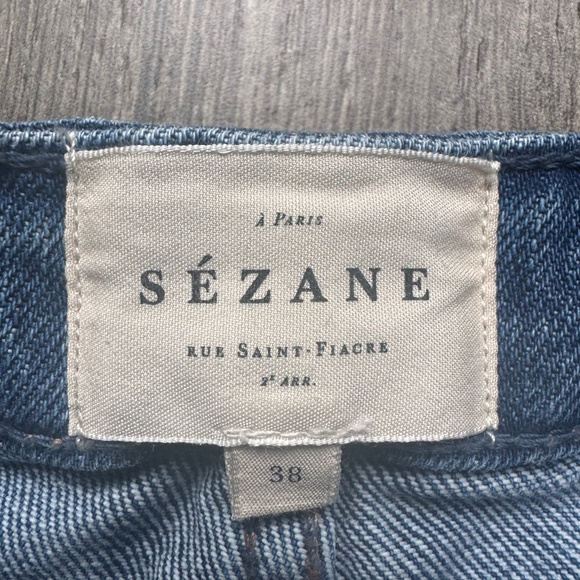 À Paris
SÉZANE
Rue Saint-Fiacre
2e Arr.
38